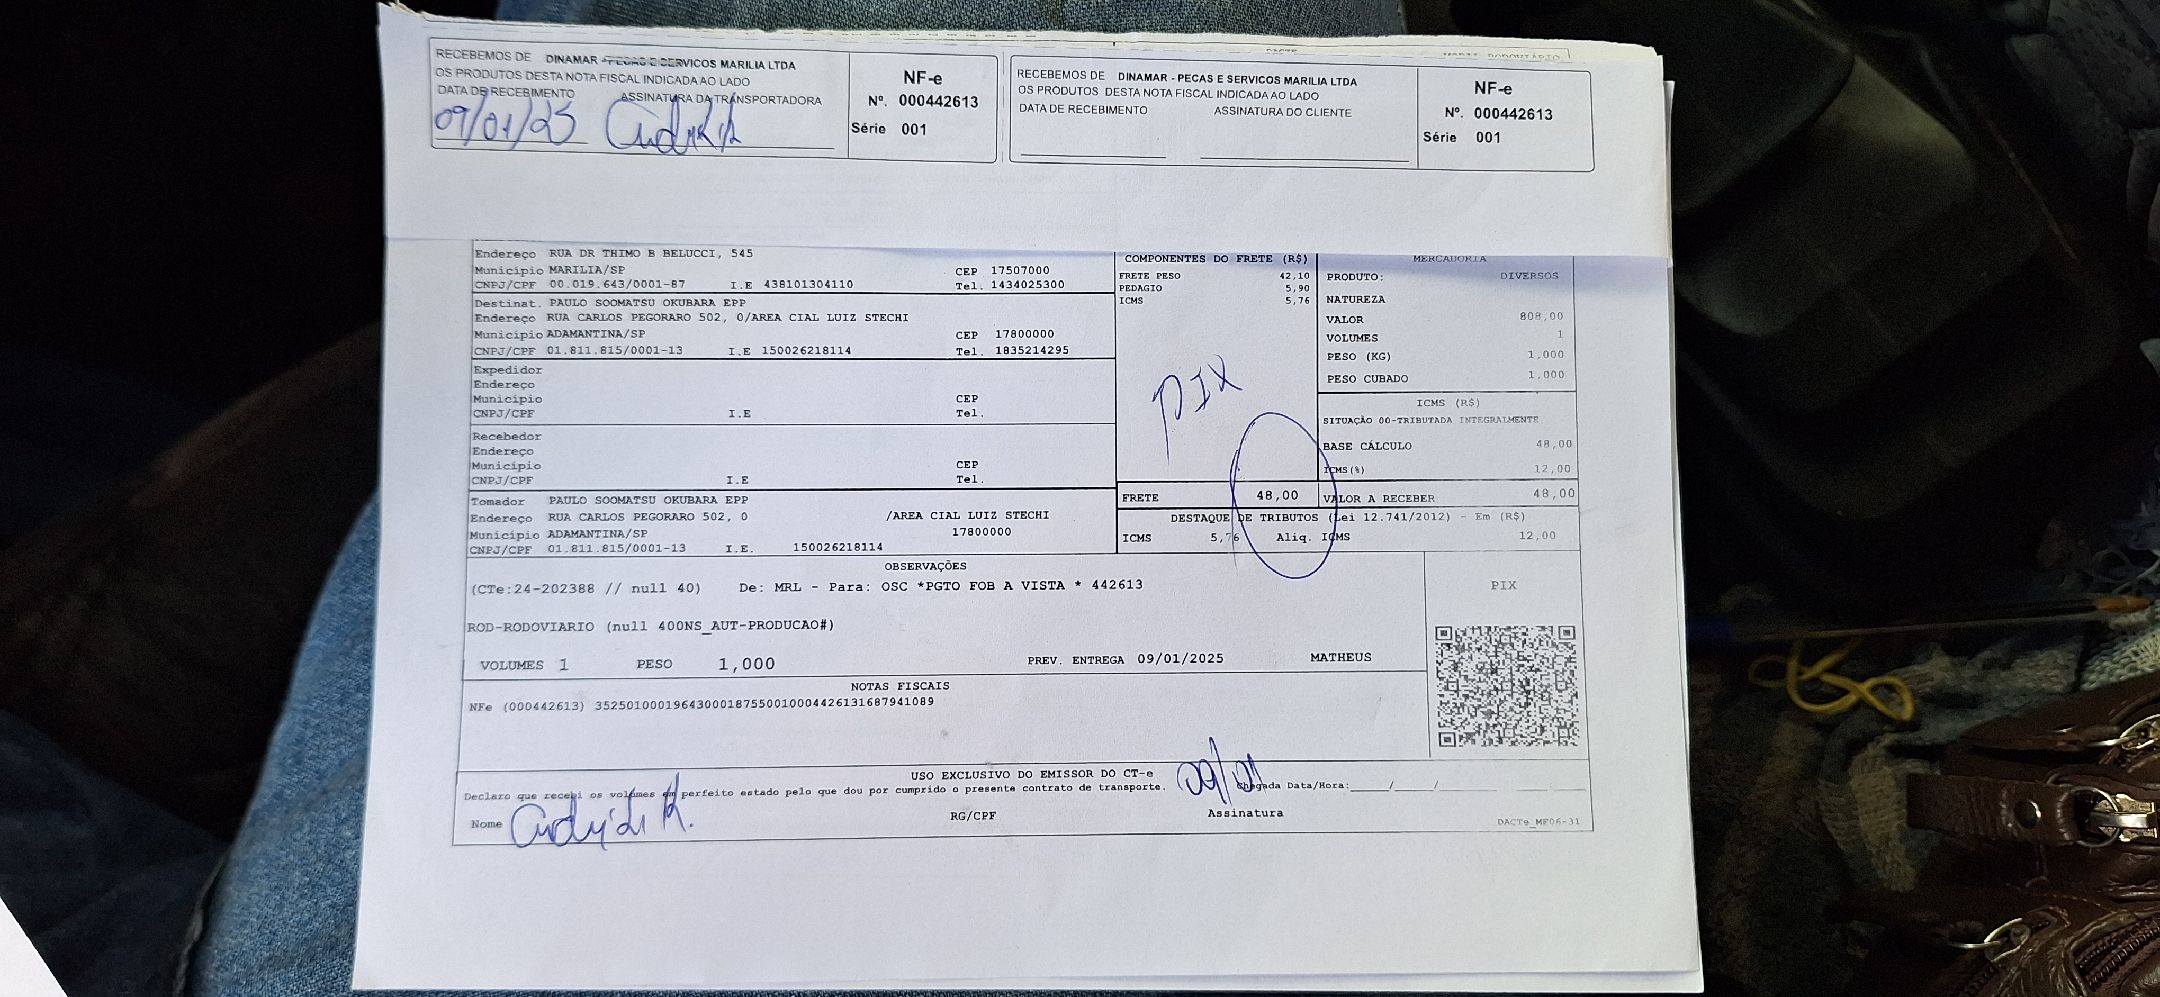 RECEBEMOS DE DINAMAR - PECAS E SERVICOS MARILIA LTDA
OS PRODUTOS DESTA NOTA FISCAL INDICADA AO LADO
DATA DE RECEBIMENTO ASSINATURA DA TRANSPORTADORA
09/01/25
NF-e
Nº. 000442613
Série 001
RECEBEMOS DE DINAMAR - PECAS E SERVICOS MARILIA LTDA
OS PRODUTOS DESTA NOTA FISCAL INDICADA AO LADO
DATA DE RECEBIMENTO ASSINATURA DO CLIENTE
NF-e
Nº. 000442613
Série 001
Endereço RUA DR THIMO B BELUCCI, 545
Municipio MARILIA/SP CEP 17507000
CNPJ/CPF 00.019.643/0001-87 I.E 438101304110 Tel. 1434025300
Destinat. PAULO SOOMATSU OKUBARA EPP
Endereço RUA CARLOS PEGORARO 502, 0/AREA CIAL LUIZ STECHI
Municipio ADAMANTINA/SP CEP 17800000
CNPJ/CPF 01.811.815/0001-13 I.E 150026218114 Tel. 1835214295
Expedidor
Endereço
Municipio CEP
CNPJ/CPF I.E Tel.
Recebedor
Endereço
Municipio CEP
CNPJ/CPF I.E Tel.
Tomador PAULO SOOMATSU OKUBARA EPP
Endereço RUA CARLOS PEGORARO 502, 0 /AREA CIAL LUIZ STECHI
Municipio ADAMANTINA/SP 17800000
CNPJ/CPF 01.811.815/0001-13 I.E. 150026218114
COMPONENTES DO FRETE (R$)
FRETE PESO 42,10
PEDAGIO 5,90
ICMS 5,76
PIX
FRETE 48,00
MERCADORIA
PRODUTO: DIVERSOS
NATUREZA
VALOR 808,00
VOLUMES 1
PESO (KG) 1,000
PESO CUBADO 1,000
ICMS (R$)
SITUAÇÃO 00-TRIBUTADA INTEGRALMENTE
BASE CÁLCULO 48,00
ICMS(%) 12,00
VALOR A RECEBER 48,00
DESTAQUE DE TRIBUTOS (Lei 12.741/2012) - Em (R$)
ICMS 5,76 Aliq. ICMS 12,00
OBSERVAÇÕES
(CTe:24-202388 // null 40) De: MRL - Para: OSC *PGTO FOB A VISTA * 442613
ROD-RODOVIARIO (null 400NS_AUT-PRODUCAO#)
VOLUMES 1 PESO 1,000 PREV. ENTREGA 09/01/2025 MATHEUS
PIX
NOTAS FISCAIS
NFe (000442613) 35250100019643000187550010004426131687941089
USO EXCLUSIVO DO EMISSOR DO CT-e
Declaro que recebi os volumes em perfeito estado pelo que dou por cumprido o presente contrato de transporte. 09/01 Chegada Data/Hora:____/____/____
Nome RG/CPF Assinatura
DACTe_MF06-31